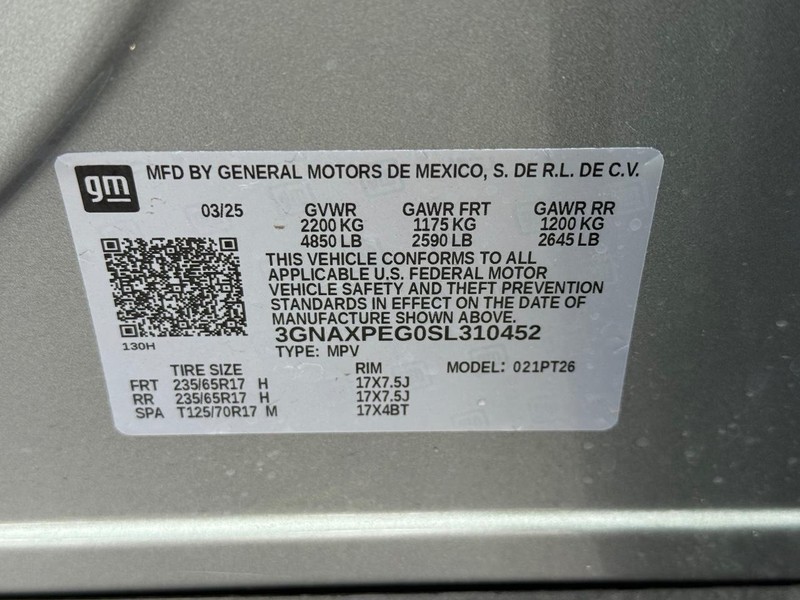 gm
MFD BY GENERAL MOTORS DE MEXICO, S. DE R.L. DE C.V.
03/25 GVWR GAWR FRT GAWR RR
2200 KG 1175 KG 1200 KG
4850 LB 2590 LB 2645 LB
THIS VEHICLE CONFORMS TO ALL
APPLICABLE U.S. FEDERAL MOTOR
VEHICLE SAFETY AND THEFT PREVENTION
STANDARDS IN EFFECT ON THE DATE OF
MANUFACTURE SHOWN ABOVE.
3GNAXPEG0SL310452
130H
TYPE: MPV
TIRE SIZE RIM MODEL: 021PT26
FRT 235/65R17 H 17X7.5J
RR 235/65R17 H 17X7.5J
SPA T125/70R17 M 17X4BT